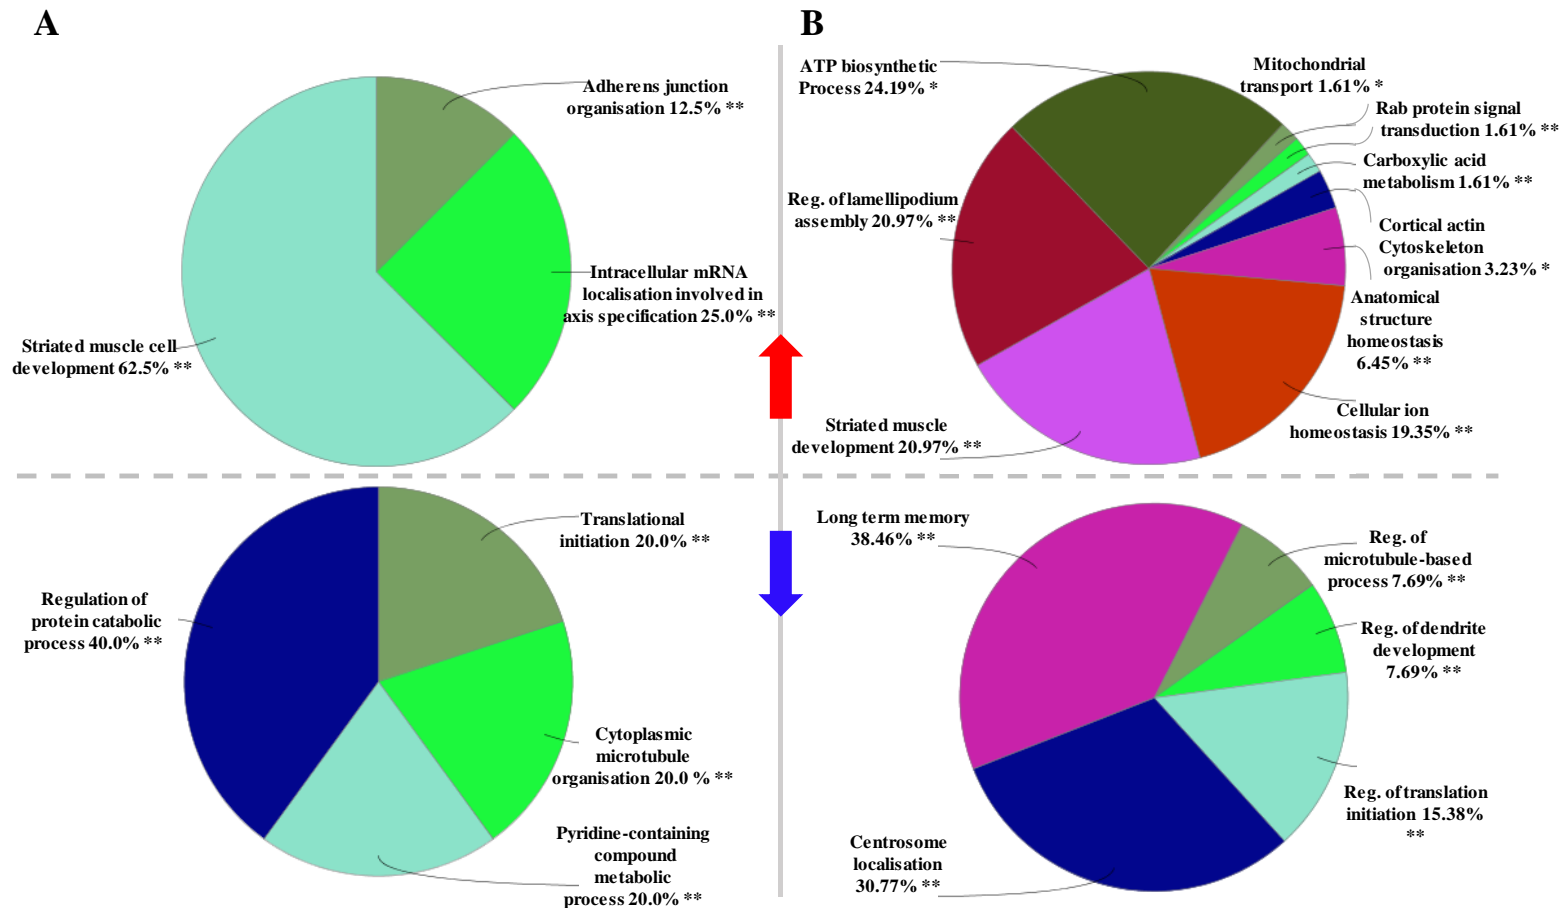 A
Adherens junction
organisation 12.5% **
Intracellular mRNA
localisation involved in
axis specification 25.0% **
Striated muscle cell
development 62.5% **
Translational
initiation 20.0% **
Regulation of
protein catabolic
process 40.0% **
Cytoplasmic
microtubule
organisation 20.0 % **
Pyridine-containing
compound
metabolic
process 20.0% **
B
ATP biosynthetic
Process 24.19% *
Mitochondrial
transport 1.61% *
Rab protein signal
transduction 1.61% **
Carboxylic acid
metabolism 1.61% **
Reg. of lamellipodium
assembly 20.97% **
Cortical actin
Cytoskeleton
organisation 3.23% *
Anatomical
structure
homeostasis
6.45% **
Cellular ion
homeostasis 19.35% **
Striated muscle
development 20.97% **
Long term memory
38.46% **
Reg. of
microtubule-based
process 7.69% **
Reg. of dendrite
development
7.69% **
Reg. of translation
initiation 15.38%
**
Centrosome
localisation
30.77% **